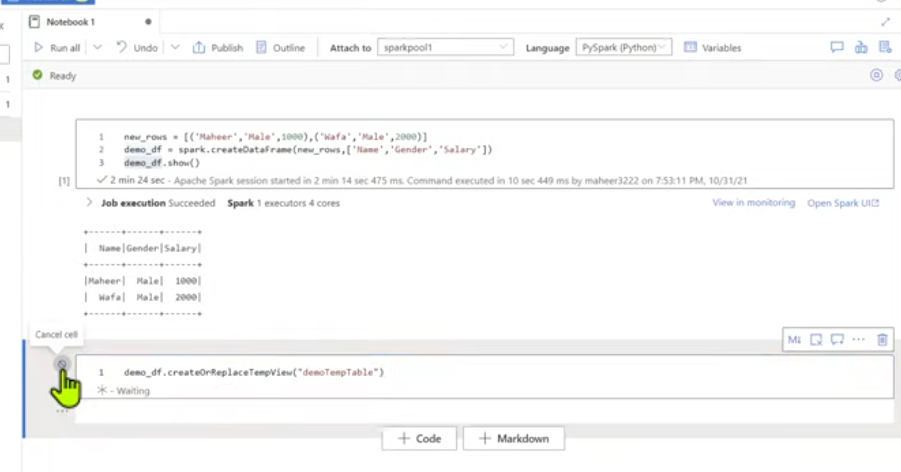 Notebook 1
Run all Undo Publish Outline Attach to sparkpool1 Language PySpark (Python) Variables
Ready
1 new_rows = [('Maheer','Male',1000),('Wafa','Male',2000)]
2 demo_df = spark.createDataFrame(new_rows,['Name','Gender','Salary'])
3 demo_df.show()
[1] 2 min 24 sec - Apache Spark session started in 2 min 14 sec 475 ms. Command executed in 10 sec 449 ms by maheer3222 on 7:53:11 PM, 10/31/21
Job execution Succeeded Spark 1 executors 4 cores View in monitoring Open Spark UI
+------+------+------+
| Name|Gender|Salary|
+------+------+------+
|Maheer| Male| 1000|
| Wafa| Male| 2000|
+------+------+------+
Cancel cell
M↓ ...
1 demo_df.createOrReplaceTempView("demoTempTable")
- Waiting
...
+ Code + Markdown
1
1